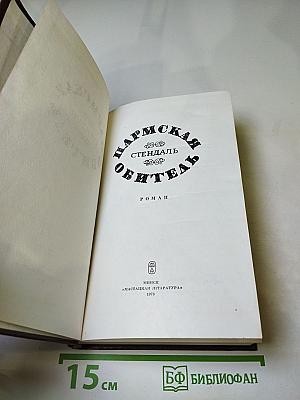 ПАРМСКАЯ
СТЕНДАЛЬ
ОБИТЕЛЬ
РОМАН
МИНСК
«МАСТАЦКАЯ ЛІТАРАТУРА»
15 см
БФ БИБЛИОФАН